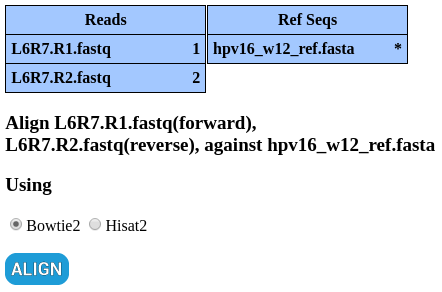 Reads Ref Seqs
L6R7.R1.fastq 1 hpv16_w12_ref.fasta *
L6R7.R2.fastq 2
Align L6R7.R1.fastq(forward),
L6R7.R2.fastq(reverse), against hpv16_w12_ref.fasta
Using
Bowtie2 Hisat2
ALIGN